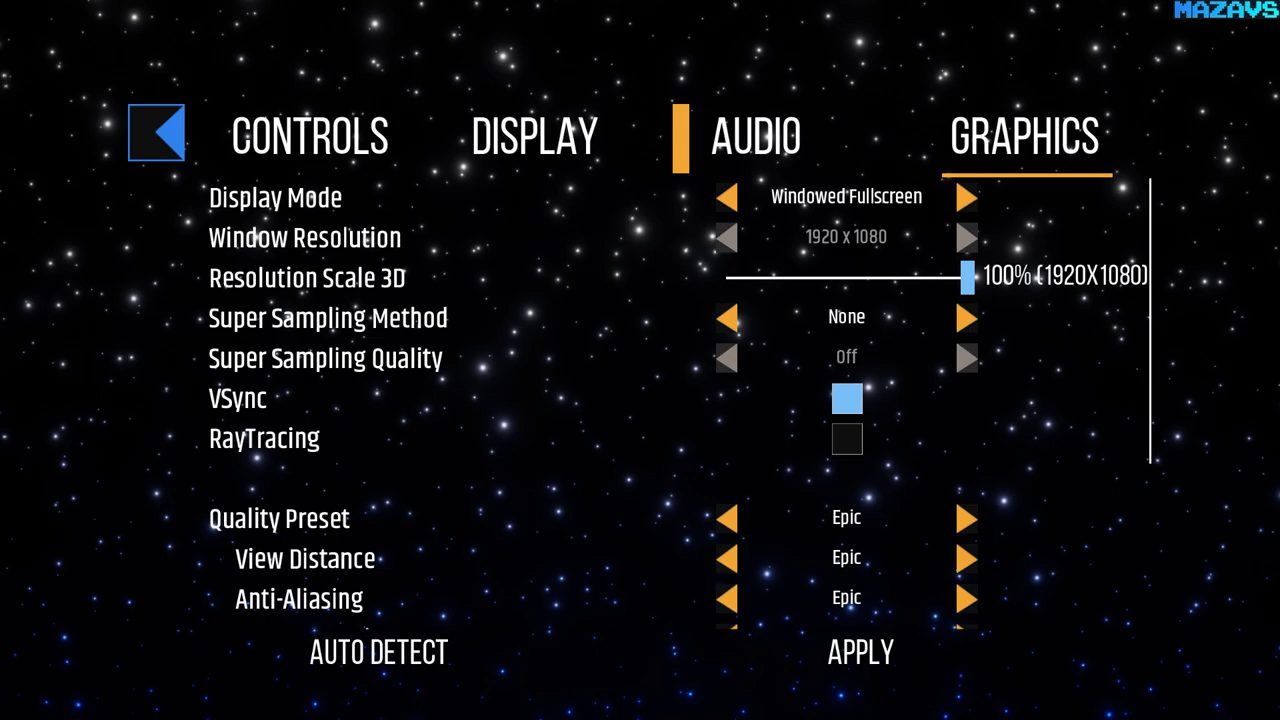 MAZAVS
CONTROLS DISPLAY AUDIO GRAPHICS
Display Mode Windowed Fullscreen
Window Resolution 1920 x 1080
Resolution Scale 3D 100% (1920X1080)
Super Sampling Method None
Super Sampling Quality Off
VSync
RayTracing
Quality Preset Epic
View Distance Epic
Anti-Aliasing Epic
AUTO DETECT APPLY